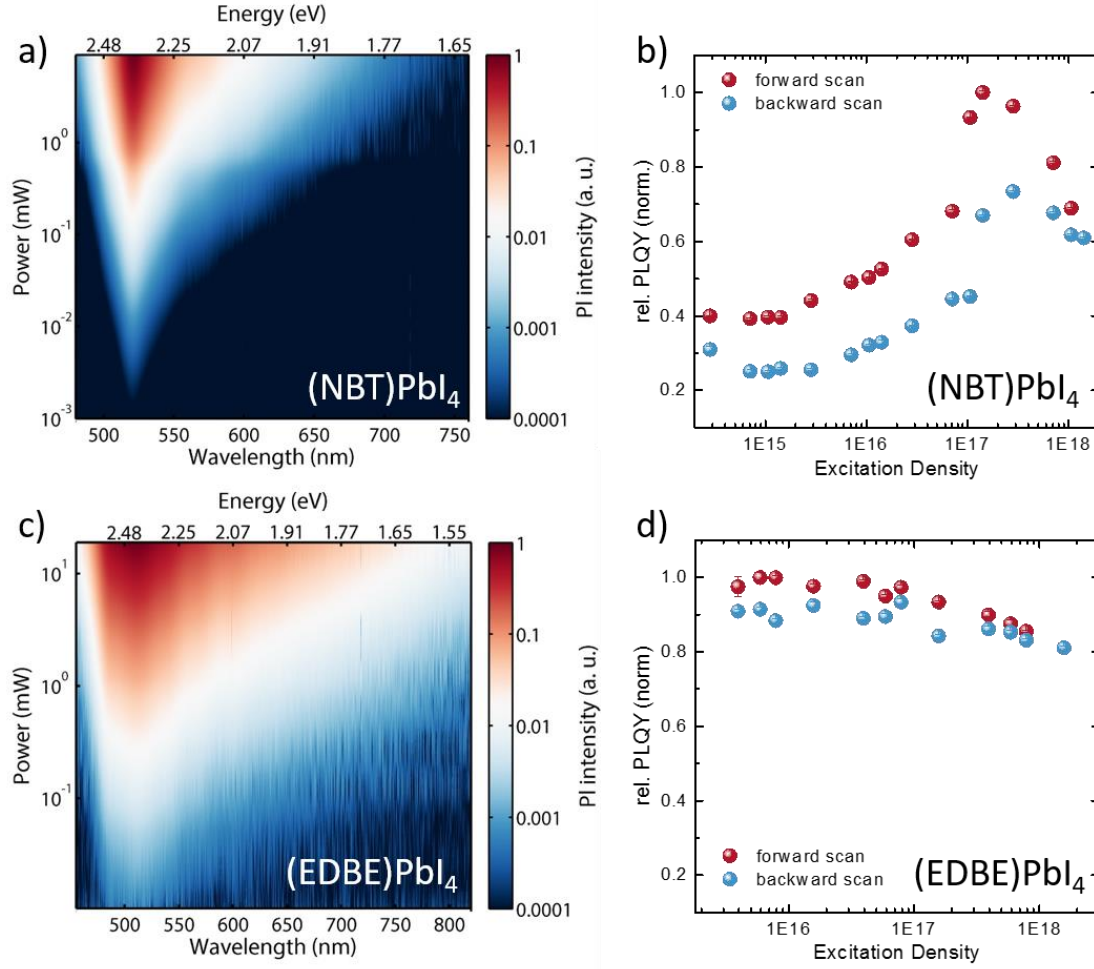 a)
Energy (eV)
2.48 2.25 2.07 1.91 1.77 1.65
Power (mW)
10⁰
10⁻¹
10⁻²
10⁻³
500 550 600 650 700 750
Wavelength (nm)
(NBT)PbI₄
1
0.1
0.01
0.001
0.0001
PI intensity (a. u.)
b)
forward scan
backward scan
rel. PLQY (norm.)
1.0
0.8
0.6
0.4
0.2
1E15 1E16 1E17 1E18
Excitation Density
(NBT)PbI₄
c)
Energy (eV)
2.48 2.25 2.07 1.91 1.77 1.65 1.55
Power (mW)
10¹
10⁰
10⁻¹
500 550 600 650 700 750 800
Wavelength (nm)
(EDBE)PbI₄
1
0.1
0.01
0.001
0.0001
PI intensity (a. u.)
d)
rel. PLQY (norm)
1.0
0.8
0.6
0.4
0.2
forward scan
backward scan
(EDBE)PbI₄
1E16 1E17 1E18
Excitation Density